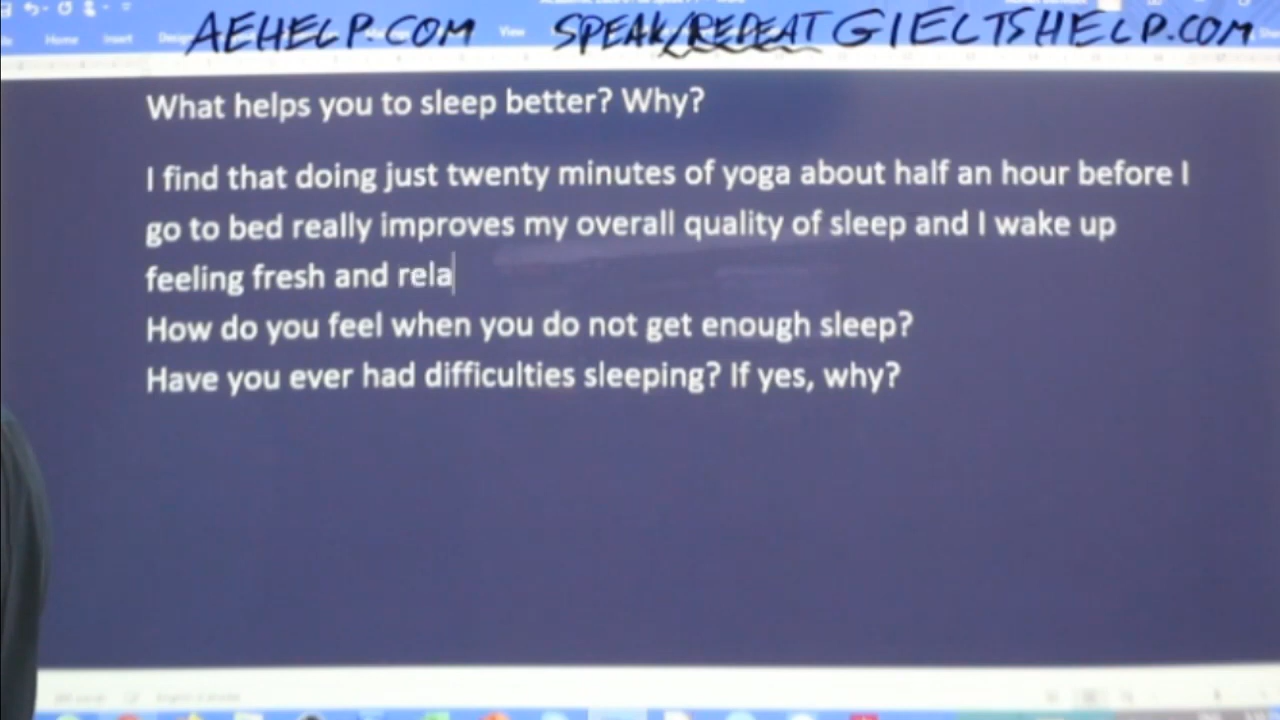 AEHELP.COM SPEAK/REPEAT GIELTSHELP.COM
Home Insert View
What helps you to sleep better? Why?
I find that doing just twenty minutes of yoga about half an hour before I
go to bed really improves my overall quality of sleep and I wake up
feeling fresh and rela
How do you feel when you do not get enough sleep?
Have you ever had difficulties sleeping? If yes, why?